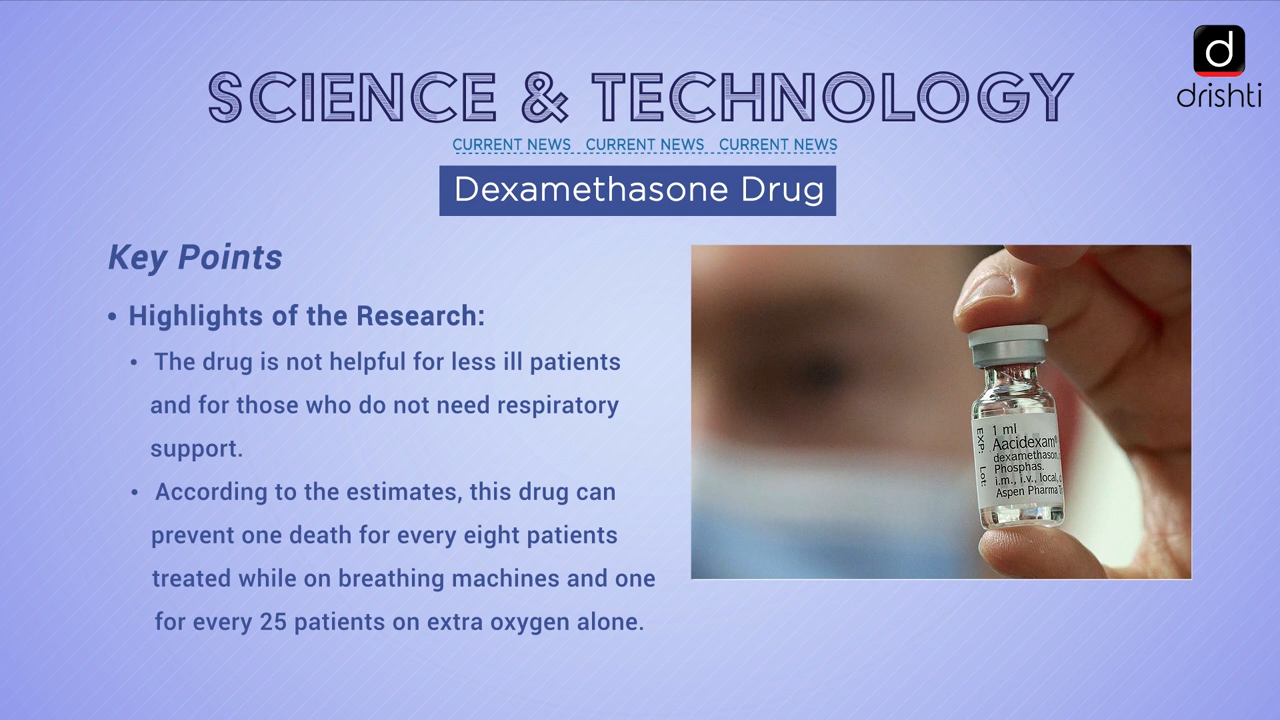 d
drishti
SCIENCE & TECHNOLOGY
CURRENT NEWS CURRENT NEWS CURRENT NEWS
Dexamethasone Drug
Key Points
• Highlights of the Research:
• The drug is not helpful for less ill patients
and for those who do not need respiratory
support.
• According to the estimates, this drug can
prevent one death for every eight patients
treated while on breathing machines and one
for every 25 patients on extra oxygen alone.
EXP: Lot:
1 ml
Aacidexam®
dexamethason
Phosphas.
i.m., i.v., local,
Aspen Pharma